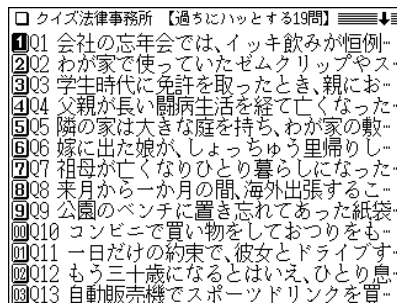 クイズ法律事務所 【過ちにハッとする19問】
1Q1 会社の忘年会では、イッキ飲みが恒例…
2Q2 わが家で使っていたゼムクリップやス…
3Q3 学生時代に免許を取ったとき、親にお…
4Q4 父親が長い闘病生活を経て亡くなった…
5Q5 隣の家は大きな庭を持ち、わが家の敷…
6Q6 嫁に出た娘が、しょっちゅう里帰りし…
7Q7 祖母が亡くなりひとり暮らしになった…
8Q8 来月から一か月の間、海外出張するこ…
9Q9 公園のベンチに置き忘れてあった紙袋…
00Q10 コンビニで買い物をしておつりをも…
01Q11 一日だけの約束で、彼女とドライブす…
02Q12 もう三十歳になるとはいえ、ひとり息…
03Q13 自動販売機でスポーツドリンクを買…